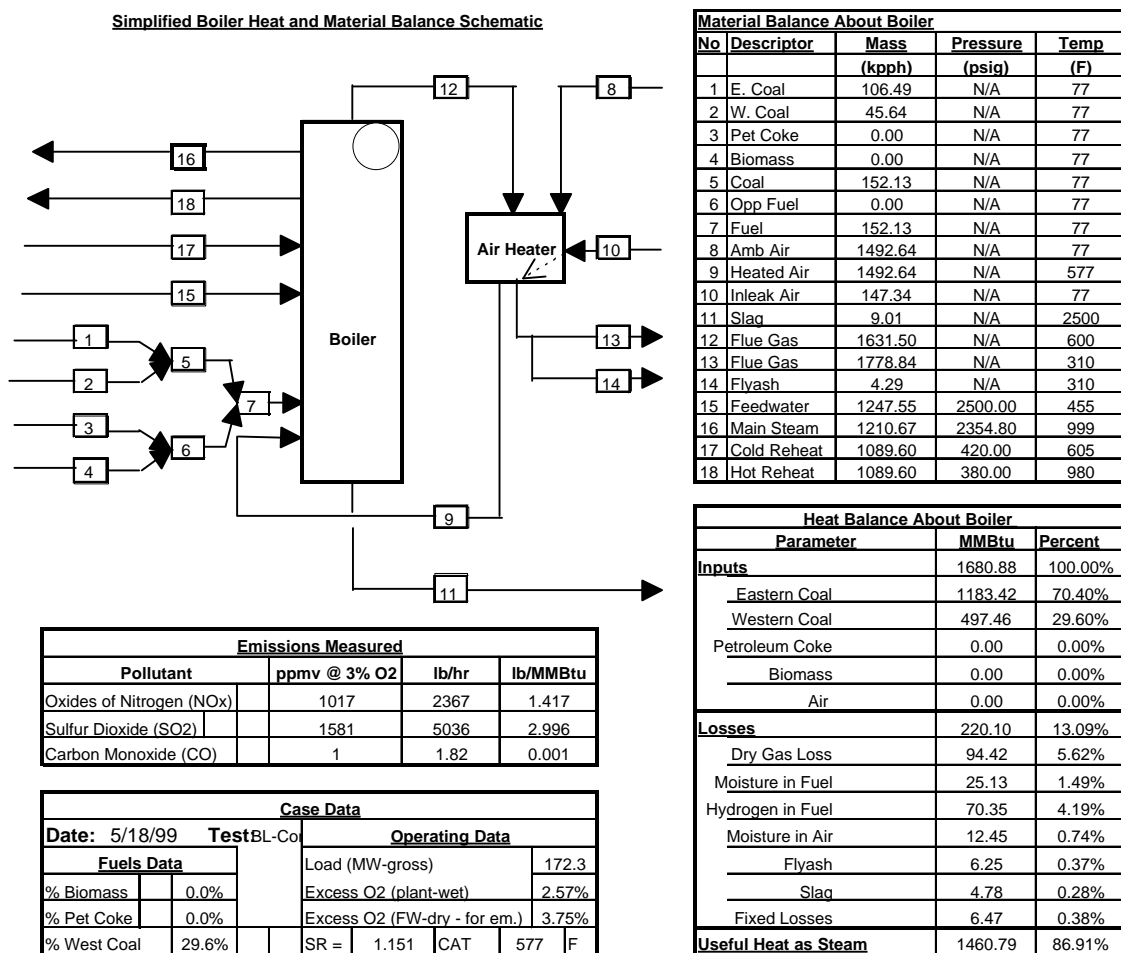 Simplified Boiler Heat and Material Balance Schematic
12
8
16
18
17
10
Air Heater
15
1
Boiler
13
5
2
14
7
3
6
4
9
11
Material Balance About Boiler
No Descriptor Mass Pressure Temp
(kpph) (psig) (F)
1 E. Coal 106.49 N/A 77
2 W. Coal 45.64 N/A 77
3 Pet Coke 0.00 N/A 77
4 Biomass 0.00 N/A 77
5 Coal 152.13 N/A 77
6 Opp Fuel 0.00 N/A 77
7 Fuel 152.13 N/A 77
8 Amb Air 1492.64 N/A 77
9 Heated Air 1492.64 N/A 577
10 Inleak Air 147.34 N/A 77
11 Slag 9.01 N/A 2500
12 Flue Gas 1631.50 N/A 600
13 Flue Gas 1778.84 N/A 310
14 Flyash 4.29 N/A 310
15 Feedwater 1247.55 2500.00 455
16 Main Steam 1210.67 2354.80 999
17 Cold Reheat 1089.60 420.00 605
18 Hot Reheat 1089.60 380.00 980
Heat Balance About Boiler
Parameter MMBtu Percent
Inputs 1680.88 100.00%
Eastern Coal 1183.42 70.40%
Western Coal 497.46 29.60%
Petroleum Coke 0.00 0.00%
Biomass 0.00 0.00%
Air 0.00 0.00%
Losses 220.10 13.09%
Dry Gas Loss 94.42 5.62%
Moisture in Fuel 25.13 1.49%
Hydrogen in Fuel 70.35 4.19%
Moisture in Air 12.45 0.74%
Flyash 6.25 0.37%
Slag 4.78 0.28%
Fixed Losses 6.47 0.38%
Useful Heat as Steam 1460.79 86.91%
Emissions Measured
Pollutant ppmv @ 3% O2 lb/hr lb/MMBtu
Oxides of Nitrogen (NOx) 1017 2367 1.417
Sulfur Dioxide (SO2) 1581 5036 2.996
Carbon Monoxide (CO) 1 1.82 0.001
Case Data
Date: 5/18/99 Test: BL-Cor Operating Data
Fuels Data Load (MW-gross) 172.3
% Biomass 0.0% Excess O2 (plant-wet) 2.57%
% Pet Coke 0.0% Excess O2 (FW-dry - for em.) 3.75%
% West Coal 29.6% SR = 1.151 CAT 577 F